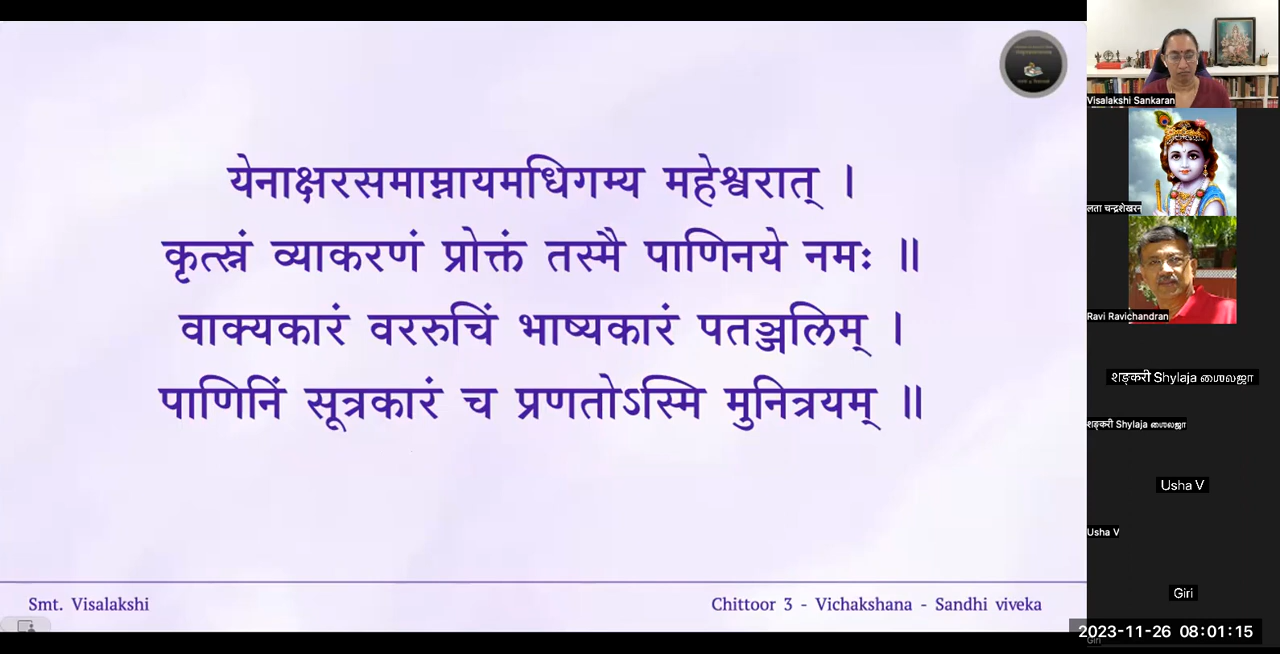 येनाक्षरसमाम्नायमधिगम्य महेश्वरात् ।
कृत्स्नं व्याकरणं प्रोक्तं तस्मै पाणिनये नमः ॥
वाक्यकारं वररुचिं भाष्यकारं पतञ्जलिम् ।
पाणिनिं सूत्रकारं च प्रणतोऽस्मि मुनित्रयम् ॥
Smt. Visalakshi
Chittoor 3 - Vichakshana - Sandhi viveka
Visalakshi Sankaran
लता चन्द्रशेखरन
Ravi Ravichandran
शङ्करी Shylaja ஶைலஜா
शङ्करी Shylaja ஶைலஜா
Usha V
Usha V
Giri
2023-11-26 08:01:15
Giri